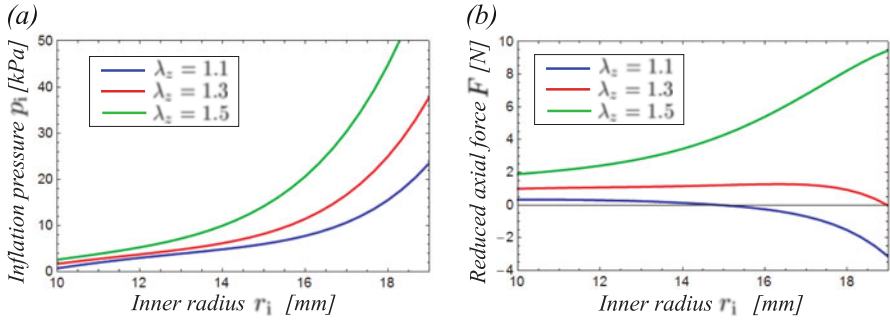 (a)
Inflation pressure pᵢ [kPa]
50
40
30
20
10
0
λz = 1.1
λz = 1.3
λz = 1.5
10 12 14 16 18
Inner radius rᵢ [mm]
(b)
Reduced axial force F [N]
10
8
6
4
2
0
−2
−4
λz = 1.1
λz = 1.3
λz = 1.5
10 12 14 16 18
Inner radius rᵢ [mm]